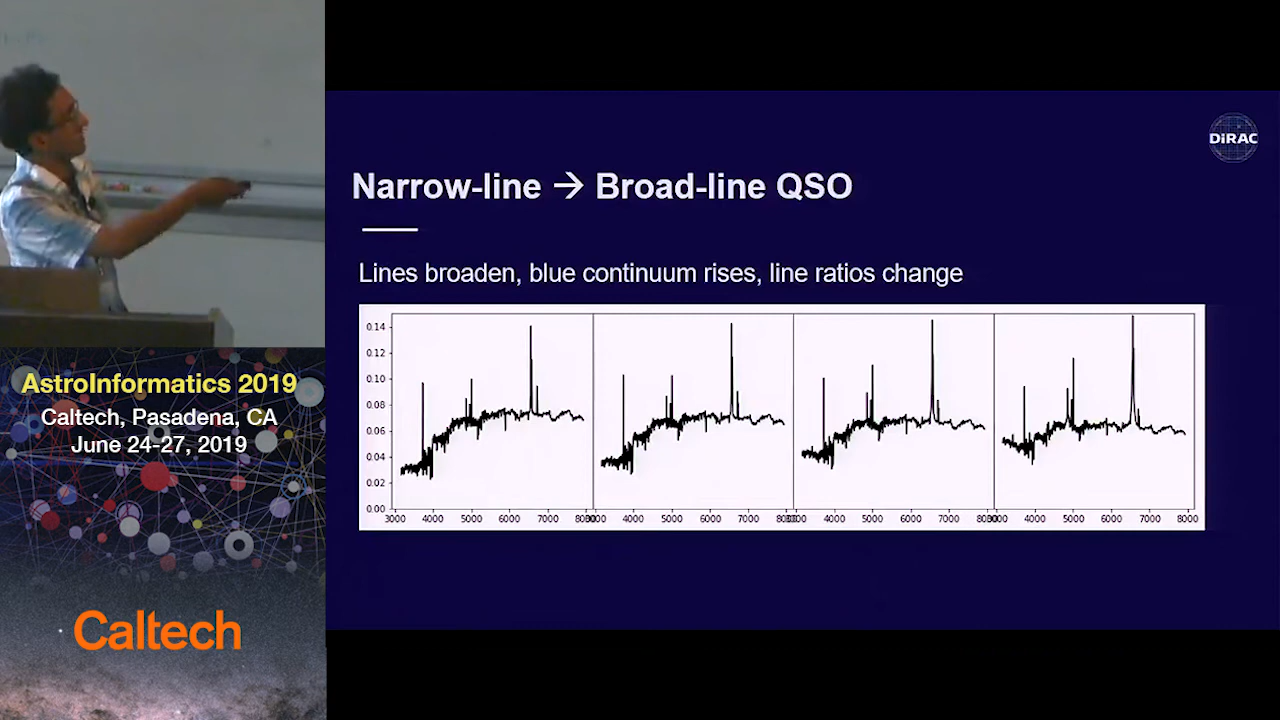 AstroInformatics 2019
Caltech, Pasadena, CA
June 24-27, 2019
Caltech
DiRAC
Narrow-line → Broad-line QSO
Lines broaden, blue continuum rises, line ratios change
0.14
0.12
0.10
0.08
0.06
0.04
0.02
0.00
3000 4000 5000 6000 7000 4000 5000 6000 7000 4000 5000 6000 7000 4000 5000 6000 7000 8000